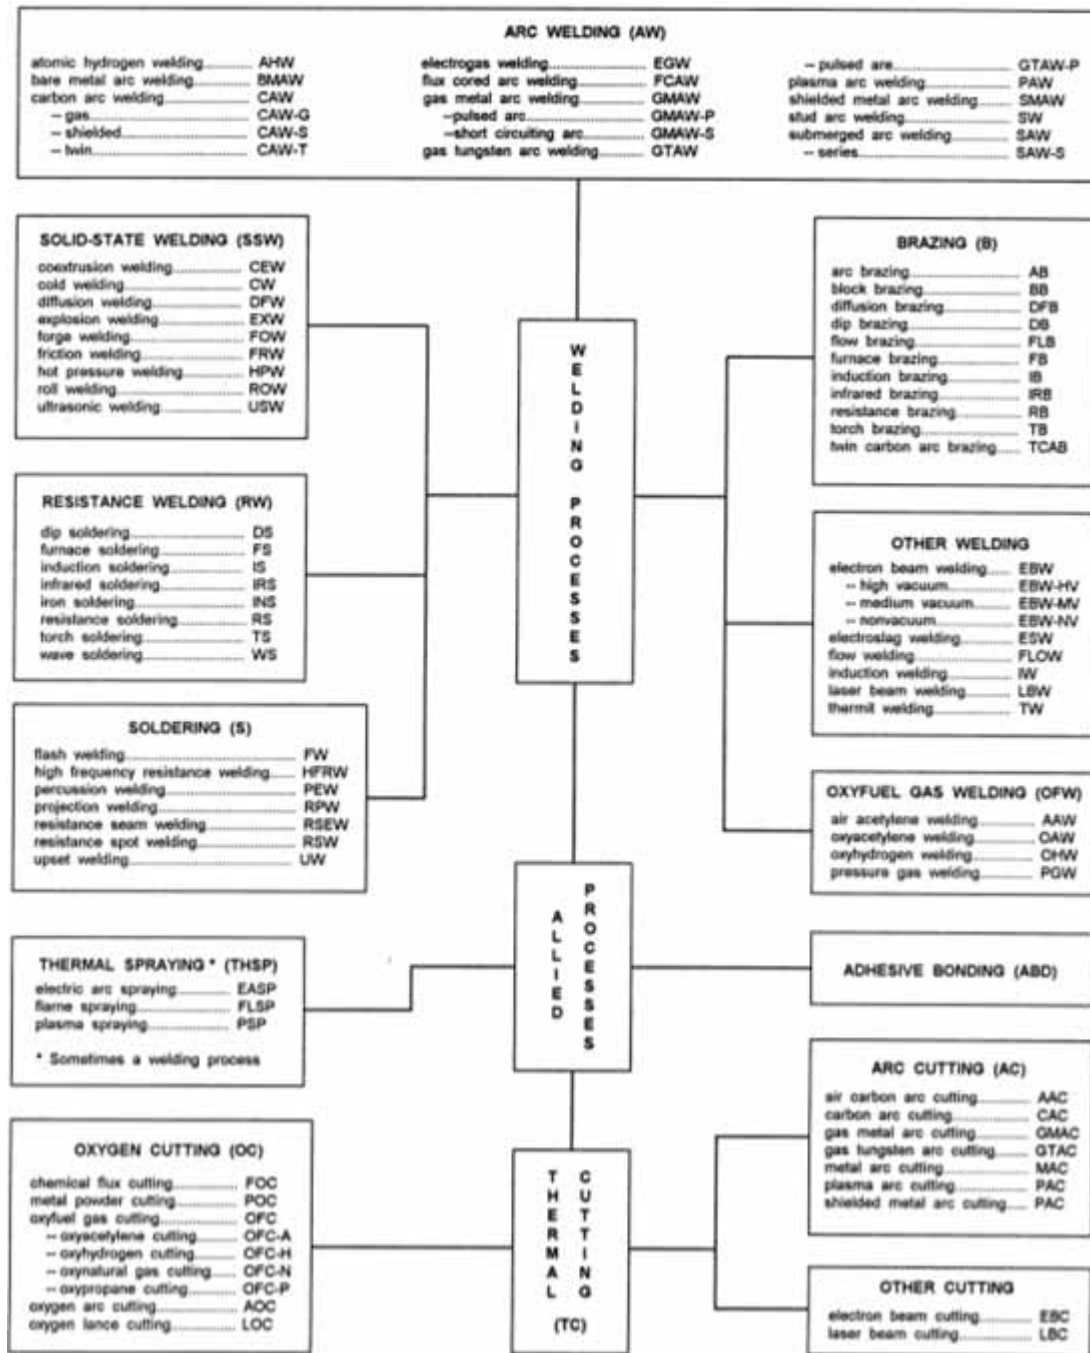 ARC WELDING (AW)
atomic hydrogen welding............AHW
bare metal arc welding............BMAW
carbon arc welding............CAW
-- gas............CAW-G
-- shielded............CAW-S
-- twin............CAW-T
electrogas welding............EGW
flux cored arc welding............FCAW
gas metal arc welding............GMAW
--pulsed arc............GMAW-P
--short circuiting arc............GMAW-S
gas tungsten arc welding............GTAW
-- pulsed are............GTAW-P
plasma arc welding............PAW
shielded metal arc welding............SMAW
stud arc welding............SW
submerged arc welding............SAW
-- series............SAW-S
SOLID-STATE WELDING (SSW)
coextrusion welding............CEW
cold welding............CW
diffusion welding............DFW
explosion welding............EXW
forge welding............FOW
friction welding............FRW
hot pressure welding............HPW
roll welding............ROW
ultrasonic welding............USW
BRAZING (B)
arc brazing............AB
block brazing............BB
diffusion brazing............DFB
dip brazing............DB
flow brazing............FLB
furnace brazing............FB
induction brazing............IB
infrared brazing............IRB
resistance brazing............RB
torch brazing............TB
twin carbon arc brazing......TCAB
WELDING PROCESSES
RESISTANCE WELDING (RW)
dip soldering............DS
furnace soldering............FS
induction soldering............IS
infrared soldering............IRS
iron soldering............INS
resistance soldering............RS
torch soldering............TS
wave soldering............WS
OTHER WELDING
electron beam welding......EBW
-- high vacuum............EBW-HV
-- medium vacuum............EBW-MV
-- nonvacuum............EBW-NV
electroslag welding............ESW
flow welding............FLOW
induction welding............IW
laser beam welding............LBW
thermit welding............TW
SOLDERING (S)
flash welding............FW
high frequency resistance welding......HFRW
percussion welding............PEW
projection welding............RPW
resistance seam welding............RSEW
resistance spot welding............RSW
upset welding............UW
OXYFUEL GAS WELDING (OFW)
air acetylene welding............AAW
oxyacetylene welding............OAW
oxyhydrogen welding............OHW
pressure gas welding............PGW
ALLIED PROCESSES
THERMAL SPRAYING * (THSP)
electric arc spraying............EASP
flame spraying............FLSP
plasma spraying............PSP
* Sometimes a welding process
ADHESIVE BONDING (ABD)
ARC CUTTING (AC)
air carbon arc cutting............AAC
carbon arc cutting............CAC
gas metal arc cutting............GMAC
gas tungsten arc cutting............GTAC
metal arc cutting............MAC
plasma arc cutting............PAC
shielded metal arc cutting......PAC
OXYGEN CUTTING (OC)
chemical flux cutting............FOC
metal powder cutting............POC
oxyfuel gas cutting............OFC
-- oxyacetylene cutting............OFC-A
-- oxyhydrogen cutting............OFC-H
-- oxynatural gas cutting......OFC-N
-- oxypropane cutting............OFC-P
oxygen arc cutting............AOC
oxygen lance cutting............LOC
THERMAL CUTTING
(TC)
OTHER CUTTING
electron beam cutting............EBC
laser beam cutting............LBC